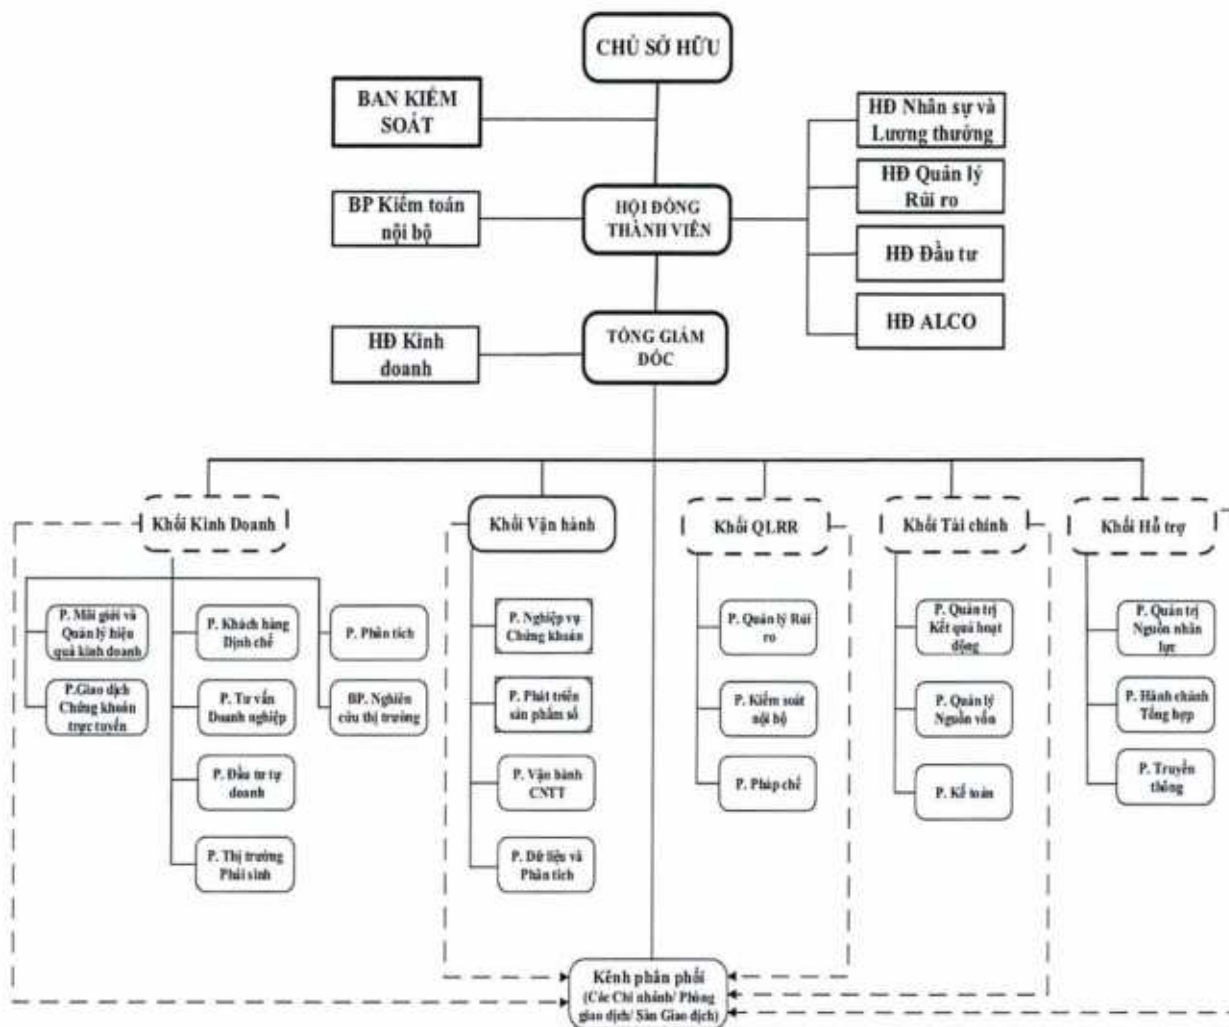 CHỦ SỞ HỮU
BAN KIỂM
SOÁT
HĐ Nhân sự và
Lương thưởng
HĐ Quản lý
Rủi ro
BP Kiểm toán
nội bộ
HỘI ĐỒNG
THÀNH VIÊN
HĐ Đầu tư
HĐ ALCO
HĐ Kinh
doanh
TỔNG GIÁM
ĐỐC
Khối Kinh Doanh
Khối Vận hành
Khối QLRR
Khối Tài chính
Khối Hỗ trợ
P. Môi giới và
Quản lý hiệu
quả kinh doanh
P.Giao dịch
Chứng khoán
trực tuyến
P. Khách hàng
Định chế
P. Tư vấn
Doanh nghiệp
P. Đầu tư tự
doanh
P. Thị trường
Phái sinh
P. Phân tích
BP. Nghiên
cứu thị trường
P. Nghiệp vụ
Chứng khoán
P. Phát triển
sản phẩm số
P. Vận hành
CNTT
P. Dữ liệu và
Phân tích
P. Quản lý Rủi
ro
P. Kiểm soát
nội bộ
P. Pháp chế
P. Quản trị
Kết quả hoạt
động
P. Quản lý
Nguồn vốn
P. Kế toán
P. Quản trị
Nguồn nhân
lực
P. Hành chánh
Tổng hợp
P. Truyền
thông
Kênh phân phối
(Các Chi nhánh/ Phòng
giao dịch/ Sàn Giao dịch)